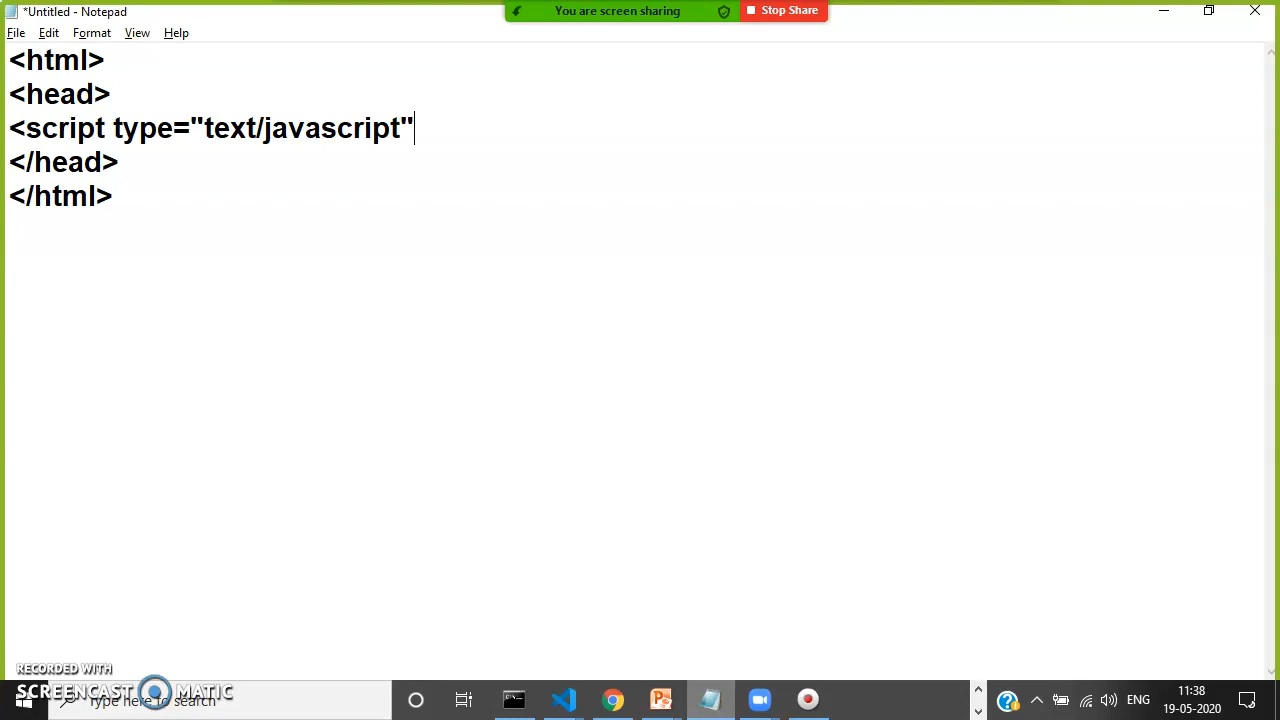 *Untitled - Notepad
You are screen sharing
Stop Share
File Edit Format View Help
<html>
<head>
<script type="text/javascript"
</head>
</html>
RECORDED WITH
SCREENCAST MATIC
Type here to search
ENG
11:38
19-05-2020